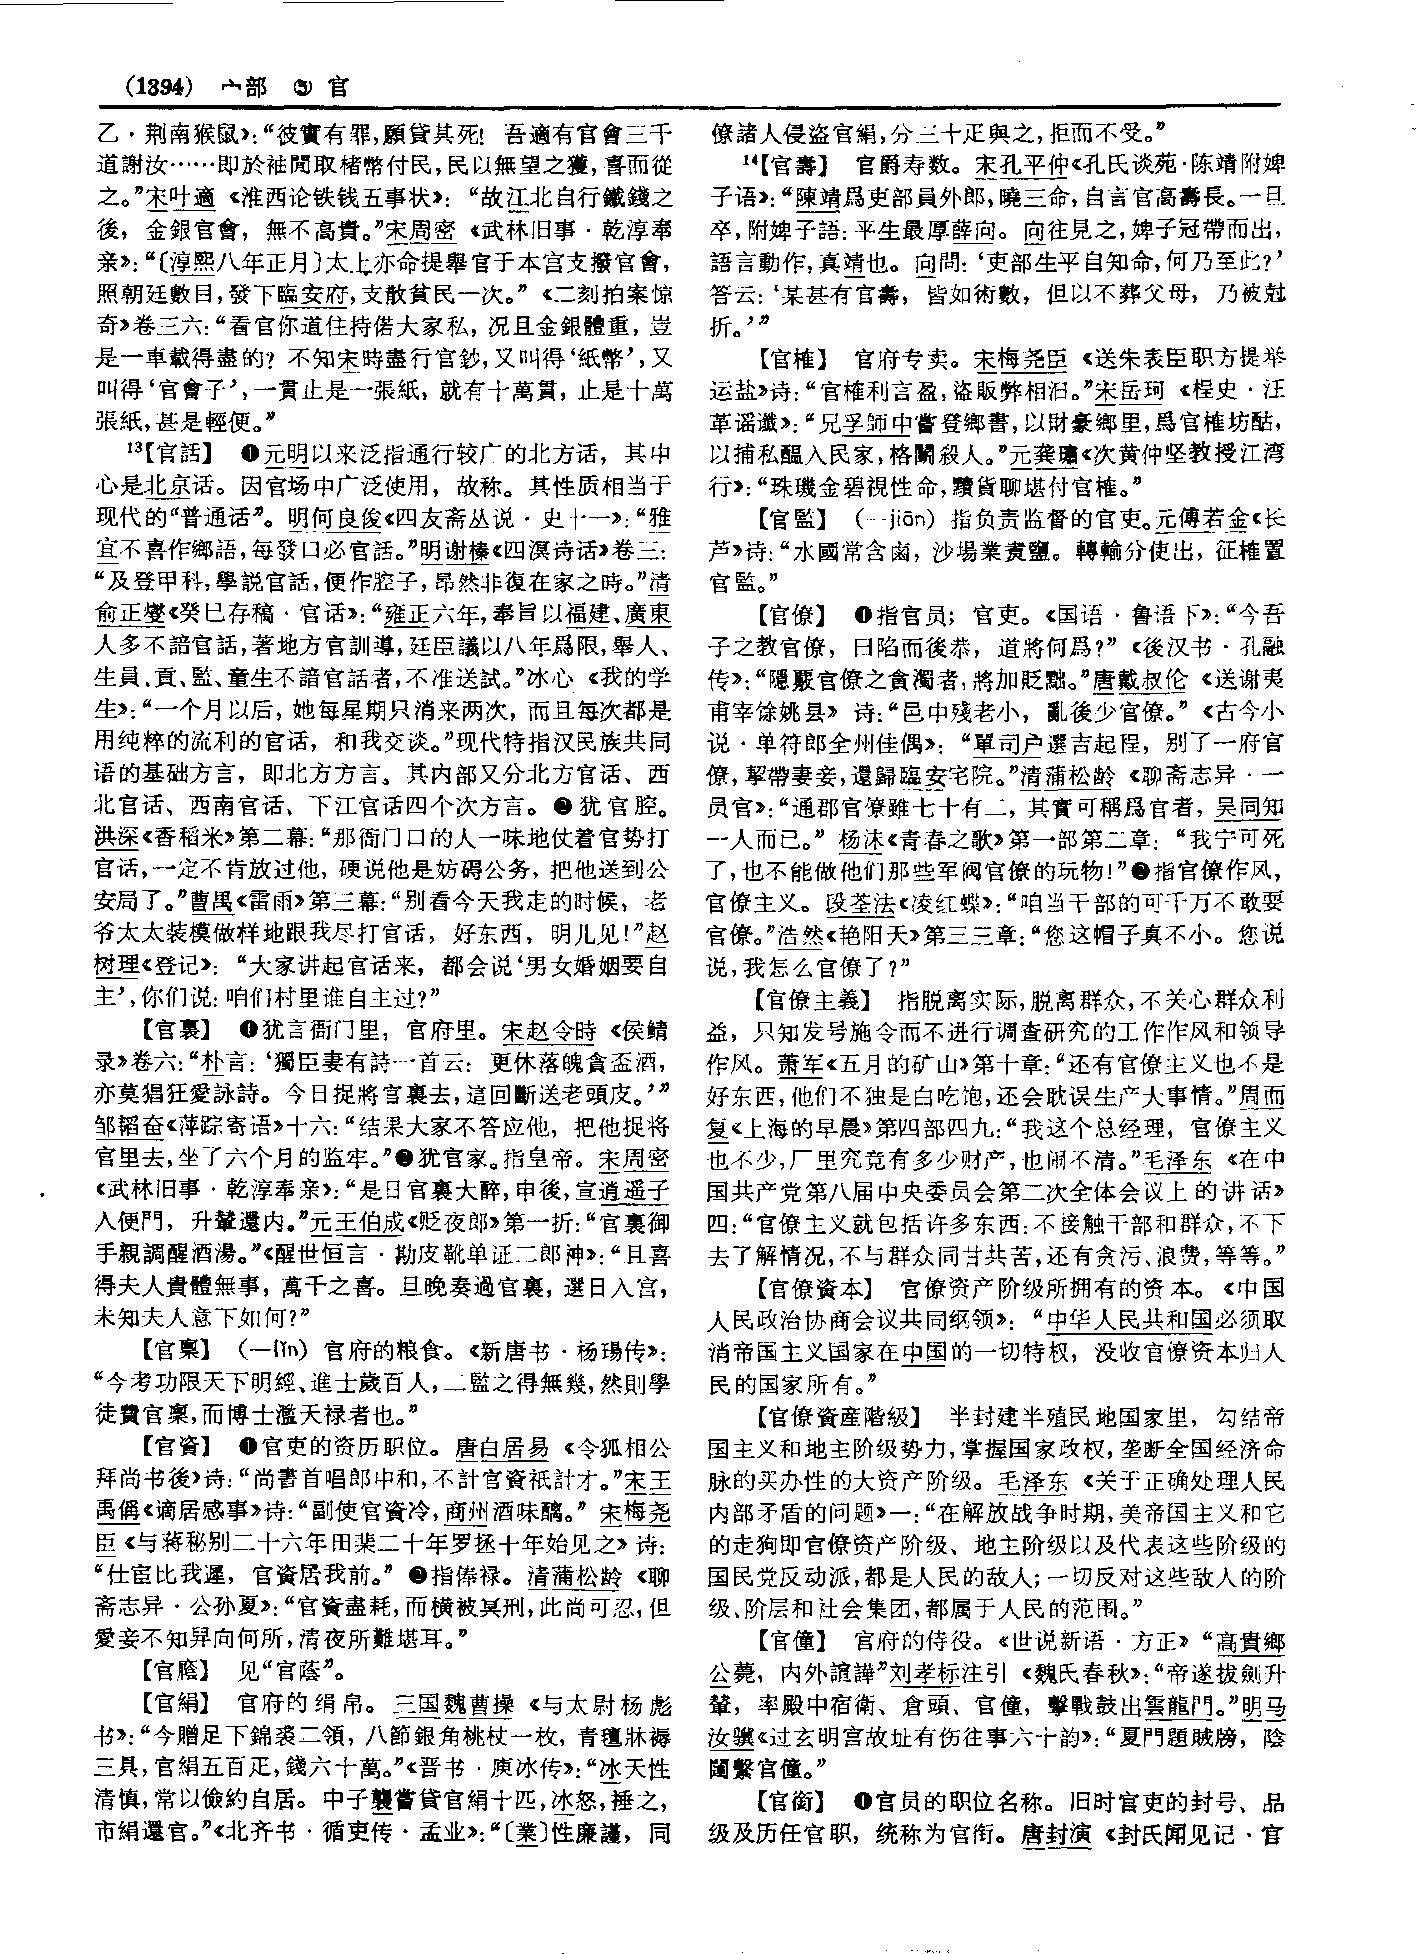 (1394) 宀部 ⑤ 官
乙·荆南猴鼠》：“彼實有罪，願貸其死！吾適有官會三千
道謝汝……即於袖間取楮幣付民，民以無望之獲，喜而從
之。”宋叶適《淮西论铁钱五事状》：“故江北自行鐵錢之
後，金銀官會，無不高貴。”宋周密《武林旧事·乾淳奉
亲》：“〔淳熙八年正月〕太上亦命提舉官于本宫支撥官會，
照朝廷數目，發下臨安府，支散貧民一次。”《二刻拍案惊
奇》卷三六：“看官你道住持偌大家私，况且金銀體重，豈
是一車載得盡的？不知宋時盡行官鈔，又叫得‘紙幣’，又
叫得‘官會子’，一貫止是一張紙，就有十萬貫，止是十萬
張紙，甚是輕便。”
13【官話】 ❶元明以来泛指通行较广的北方话，其中
心是北京话。因官场中广泛使用，故称。其性质相当于
现代的“普通话”。明何良俊《四友斋丛说·史十一》：“雅
宜不喜作鄉語，每發口必官話。”明谢榛《四溟诗话》卷三：
“及登甲科，學説官話，便作腔子，昂然非復在家之時。”清
俞正燮《癸巳存稿·官话》：“雍正六年，奉旨以福建、廣東
人多不諳官話，著地方官訓導，廷臣議以八年爲限，舉人、
生員、貢、監、童生不諳官話者，不准送試。”冰心《我的学
生》：“一个月以后，她每星期只消来两次，而且每次都是
用纯粹的流利的官话，和我交谈。”现代特指汉民族共同
语的基础方言，即北方方言。其内部又分北方官话、西
北官话、西南官话、下江官话四个次方言。❷犹官腔。
洪深《香稻米》第二幕：“那衙门口的人一味地仗着官势打
官话，一定不肯放过他，硬说他是妨碍公务，把他送到公
安局了。”曹禺《雷雨》第三幕：“别看今天我走的时候，老
爷太太装模做样地跟我尽打官话，好东西，明儿见！”赵
树理《登记》：“大家讲起官话来，都会说‘男女婚姻要自
主’，你们说：咱们村里谁自主过？”
【官裏】 ❶犹言衙门里，官府里。宋赵令畤《侯鲭
录》卷六：“朴言：‘獨臣妻有詩一首云：更休落魄貪盃酒，
亦莫猖狂愛詠詩。今日捉將官裏去，這回斷送老頭皮。’”
邹韬奋《萍踪寄语》十六：“结果大家不答应他，把他捉将
官里去，坐了六个月的监牢。”❷犹官家。指皇帝。宋周密
《武林旧事·乾淳奉亲》：“是日官裏大醉，申後，宣逍遥子
入便門，升輦還内。”元王伯成《贬夜郎》第一折：“官裏御
手親調醒酒湯。”《醒世恒言·勘皮靴单证二郎神》：“且喜
得夫人貴體無事，萬千之喜。旦晚奏過官裏，選日入宫，
未知夫人意下如何？”
【官稟】 （—lǐn）官府的粮食。《新唐书·杨瑒传》：
“今考功限天下明經、進士歲百人，二監之得無幾，然則學
徒費官稟，而博士濫天禄者也。”
【官資】 ❶官吏的资历职位。唐白居易《令狐相公
拜尚书後》诗：“尚書首唱郎中和，不計官資祇計才。”宋王
禹偁《谪居感事》诗：“副使官資冷，商州酒味醨。”宋梅尧
臣《与蒋秘别二十六年田棐二十年罗拯十年始见之》诗：
“仕宦比我遲，官資居我前。”❷指俸禄。清蒲松龄《聊
斋志异·公孙夏》：“官資盡耗，而横被冥刑，此尚可忍，但
愛妾不知舁向何所，清夜所難堪耳。”
【官廕】 见“官蔭”。
【官絹】 官府的绢帛。三国魏曹操《与太尉杨彪
书》：“今贈足下錦裘二領，八節銀角桃杖一枚，青氊牀褥
三具，官絹五百疋，錢六十萬。”《晋书·庾冰传》：“冰天性
清慎，常以儉約自居。中子襲嘗貸官絹十匹，冰怒，捶之，
市絹還官。”《北齐书·循吏传·孟业》：“〔業〕性廉謹，同
僚諸人侵盗官絹，分三十疋與之，拒而不受。”
14【官壽】 官爵寿数。宋孔平仲《孔氏谈苑·陈靖附婢
子语》：“陳靖爲吏部員外郎，曉三命，自言官高壽長。一旦
卒，附婢子語：平生最厚薛向。向往見之，婢子冠帶而出，
語言動作，真靖也。向問：‘吏部生平自知命，何乃至此？’
答云：‘某甚有官壽，皆如術數，但以不葬父母，乃被尅
折。’”
【官榷】 官府专卖。宋梅尧臣《送朱表臣职方提举
运盐》诗：“官榷利言盈，盗販弊相沿。”宋岳珂《桯史·汪
革谣谶》：“兄孚師中嘗登鄉書，以財豪鄉里，爲官榷坊酤，
以捕私醖入民家，格鬭殺人。”元龚璛《次黄仲坚教授江湾
行》：“珠璣金碧視性命，黷貨聊堪付官榷。”
【官監】 （—jiān）指负责监督的官吏。元傅若金《长
芦》诗：“水國常含鹵，沙場業煑鹽。轉輸分使出，征榷置
官監。”
【官僚】 ❶指官员；官吏。《国语·鲁语下》：“今吾
子之教官僚，曰陷而後恭，道將何爲？”《後汉书·孔融
传》：“隱覈官僚之貪濁者，將加貶黜。”唐戴叔伦《送谢夷
甫宰馀姚县》诗：“邑中殘老小，亂後少官僚。”《古今小
说·单符郎全州佳偶》：“單司户選吉起程，别了一府官
僚，挈帶妻妾，還歸臨安宅院。”清蒲松龄《聊斋志异·一
员官》：“通郡官僚雖七十有二，其實可稱爲官者，吴同知
一人而已。”杨沫《青春之歌》第一部第二章：“我宁可死
了，也不能做他们那些军阀官僚的玩物！”❷指官僚作风，
官僚主义。段荃法《凌红蝶》：“咱当干部的可千万不敢耍
官僚。”浩然《艳阳天》第三三章：“您这帽子真不小。您说
说，我怎么官僚了？”
【官僚主義】 指脱离实际，脱离群众，不关心群众利
益，只知发号施令而不进行调查研究的工作作风和领导
作风。萧军《五月的矿山》第十章：“还有官僚主义也不是
好东西，他们不独是白吃饱，还会耽误生产大事情。”周而
复《上海的早晨》第四部四九：“我这个总经理，官僚主义
也不少，厂里究竟有多少财产，也闹不清。”毛泽东《在中
国共产党第八届中央委员会第二次全体会议上的讲话》
四：“官僚主义就包括许多东西：不接触干部和群众，不下
去了解情况，不与群众同甘共苦，还有贪污、浪费，等等。”
【官僚資本】 官僚资产阶级所拥有的资本。《中国
人民政治协商会议共同纲领》：“中华人民共和国必须取
消帝国主义国家在中国的一切特权，没收官僚资本归人
民的国家所有。”
【官僚資産階級】 半封建半殖民地国家里，勾结帝
国主义和地主阶级势力，掌握国家政权，垄断全国经济命
脉的买办性的大资产阶级。毛泽东《关于正确处理人民
内部矛盾的问题》一：“在解放战争时期，美帝国主义和它
的走狗即官僚资产阶级、地主阶级以及代表这些阶级的
国民党反动派，都是人民的敌人；一切反对这些敌人的阶
级、阶层和社会集团，都属于人民的范围。”
【官僮】 官府的侍役。《世说新语·方正》“高貴鄉
公薨，内外諠譁”刘孝标注引《魏氏春秋》：“帝遂拔劍升
輦，率殿中宿衛、倉頭、官僮，擊戰鼓出雲龍門。”明马
汝骥《过玄明宫故址有伤往事六十韵》：“夏門題賊牓，陰
闥繫官僮。”
【官銜】 ❶官员的职位名称。旧时官吏的封号、品
级及历任官职，统称为官衔。唐封演《封氏闻见记·官